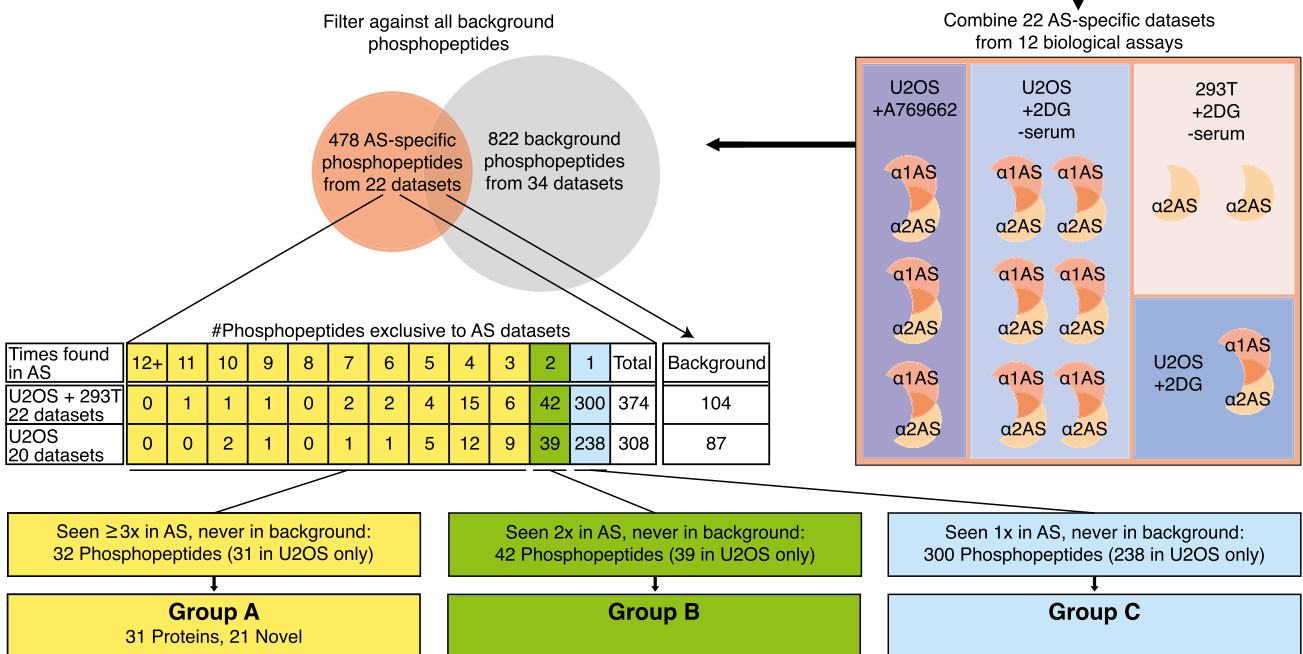 Filter against all background
phosphopeptides
478 AS-specific
phosphopeptides
from 22 datasets
822 background
phosphopeptides
from 34 datasets
Combine 22 AS-specific datasets
from 12 biological assays
U2OS
+A769662
α1AS
α2AS
α1AS
α2AS
α1AS
α2AS
U2OS
+2DG
-serum
α1AS α1AS
α2AS α2AS
α1AS α1AS
α2AS α2AS
α1AS α1AS
α2AS α2AS
293T
+2DG
-serum
α2AS α2AS
U2OS
+2DG
α1AS
α2AS
#Phosphopeptides exclusive to AS datasets
Times found
in AS
12+ 11 10 9 8 7 6 5 4 3 2 1 Total Background
U2OS + 293T
22 datasets
0 1 1 1 0 2 2 4 15 6 42 300 374 104
U2OS
20 datasets
0 0 2 1 0 1 1 5 12 9 39 238 308 87
Seen ≥3x in AS, never in background:
32 Phosphopeptides (31 in U2OS only)
Group A
31 Proteins, 21 Novel
Seen 2x in AS, never in background:
42 Phosphopeptides (39 in U2OS only)
Group B
Seen 1x in AS, never in background:
300 Phosphopeptides (238 in U2OS only)
Group C